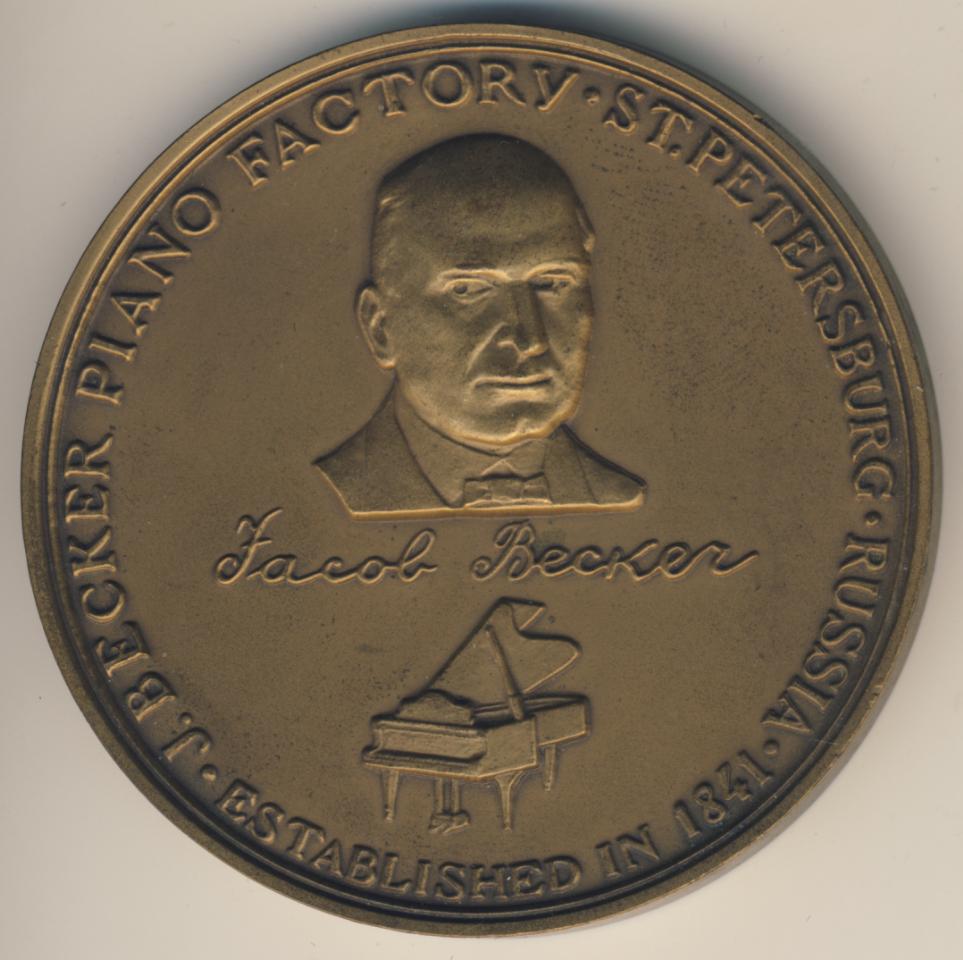 J. BECKER PIANO FACTORY · ST. PETERSBURG · RUSSIA ·
Jacob Becker
ESTABLISHED IN 1841 ·